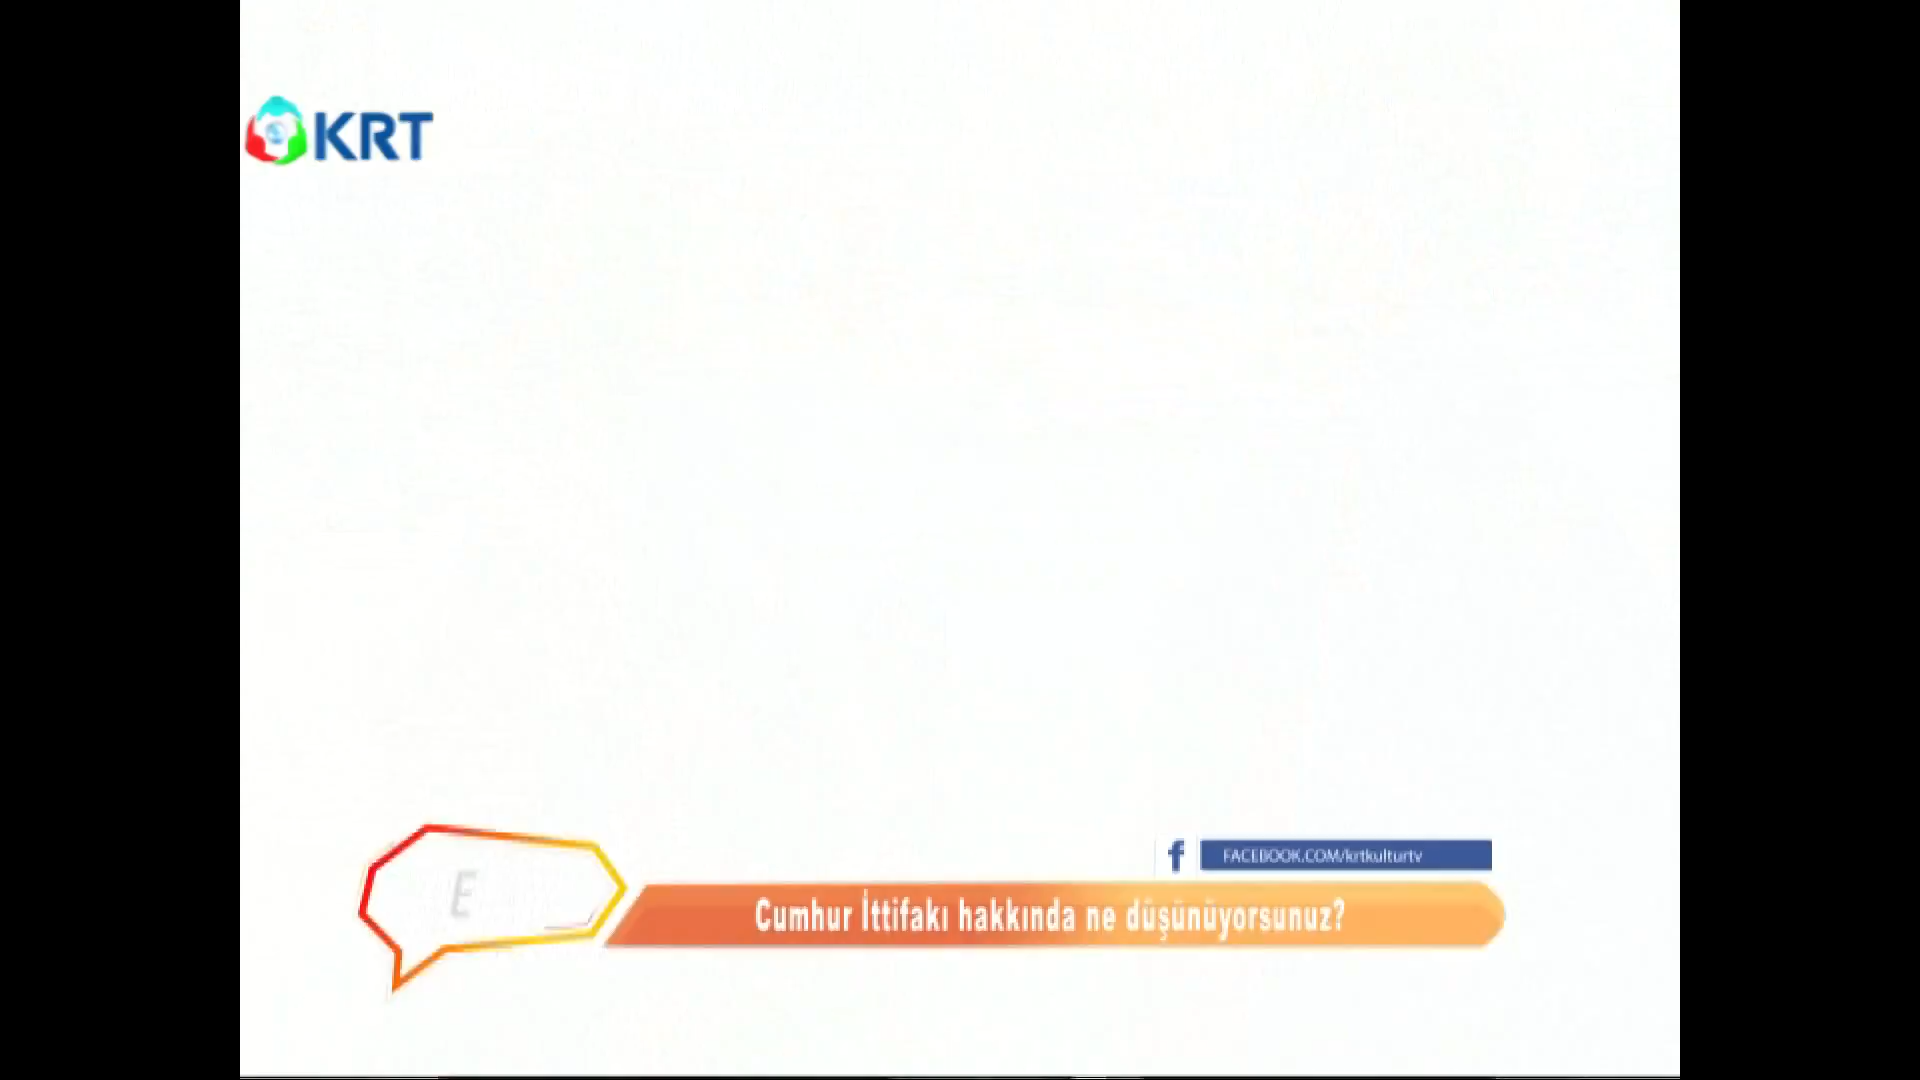 KRT
FACEBOOK.COM/krtkulturtv
E
Cumhur İttifakı hakkında ne düşünüyorsunuz?